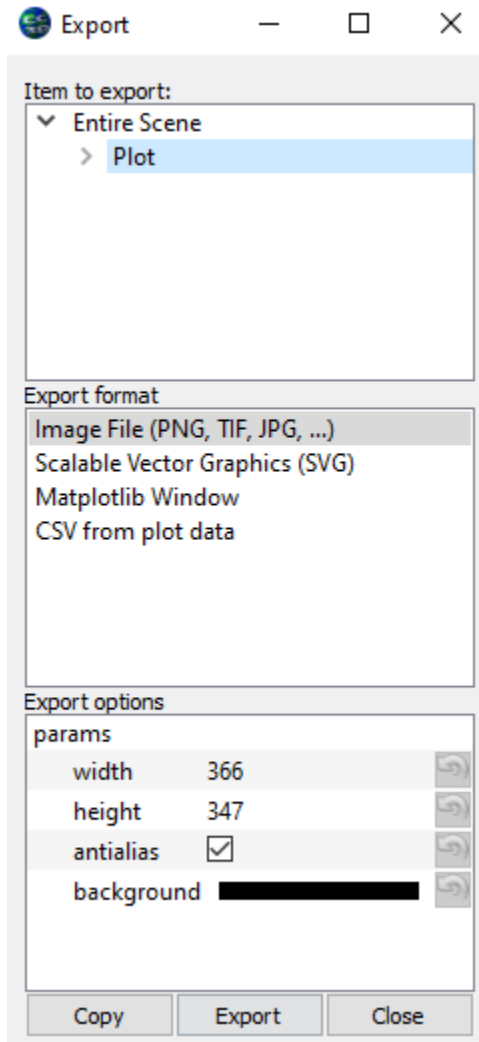 Export
Item to export:
Entire Scene
Plot
Export format
Image File (PNG, TIF, JPG, ...)
Scalable Vector Graphics (SVG)
Matplotlib Window
CSV from plot data
Export options
params
width 366
height 347
antialias
background
Copy Export Close